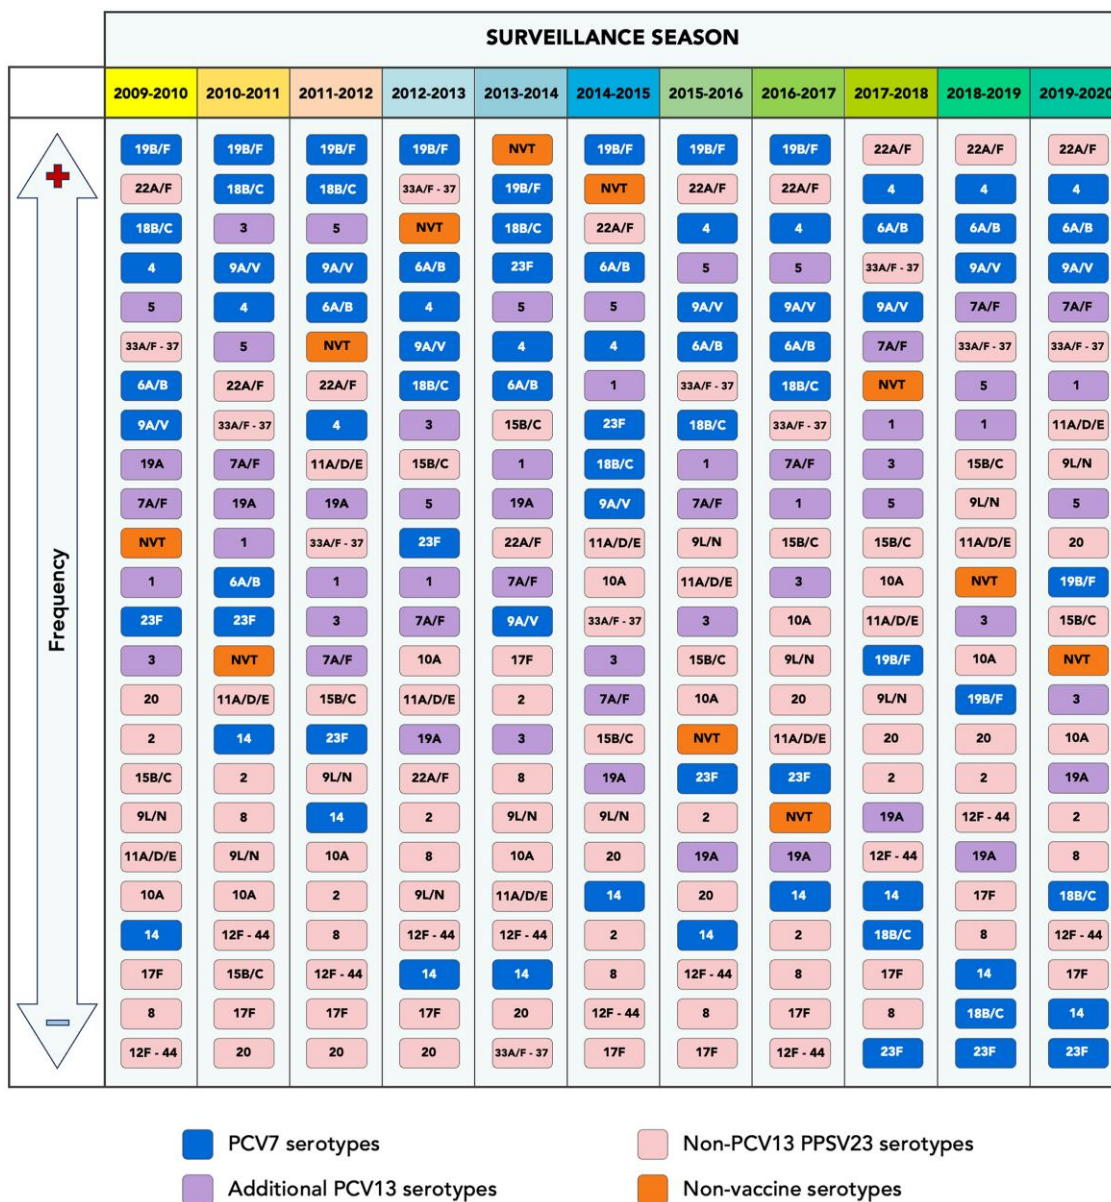 SURVEILLANCE SEASON
2009-2010 2010-2011 2011-2012 2012-2013 2013-2014 2014-2015 2015-2016 2016-2017 2017-2018 2018-2019 2019-2020
19B/F 19B/F 19B/F 19B/F NVT 19B/F 19B/F 19B/F 22A/F 22A/F 22A/F
22A/F 18B/C 18B/C 33A/F - 37 19B/F NVT 22A/F 22A/F 4 4 4
18B/C 3 5 NVT 18B/C 22A/F 4 4 6A/B 6A/B 6A/B
4 9A/V 9A/V 6A/B 23F 6A/B 5 5 33A/F - 37 9A/V 9A/V
5 4 6A/B 4 5 5 9A/V 9A/V 9A/V 7A/F 7A/F
33A/F - 37 5 NVT 9A/V 4 4 6A/B 6A/B 7A/F 33A/F - 37 33A/F - 37
6A/B 22A/F 22A/F 18B/C 6A/B 1 33A/F - 37 18B/C NVT 5 1
9A/V 33A/F - 37 4 3 15B/C 23F 18B/C 33A/F - 37 1 1 11A/D/E
19A 7A/F 11A/D/E 15B/C 1 18B/C 1 7A/F 3 15B/C 9L/N
7A/F 19A 19A 5 19A 9A/V 7A/F 1 5 9L/N 5
NVT 1 33A/F - 37 23F 22A/F 11A/D/E 9L/N 15B/C 15B/C 11A/D/E 20
1 6A/B 1 1 7A/F 10A 11A/D/E 3 10A NVT 19B/F
23F 23F 3 7A/F 9A/V 33A/F - 37 3 10A 11A/D/E 3 15B/C
3 NVT 7A/F 10A 17F 3 15B/C 9L/N 19B/F 10A NVT
20 11A/D/E 15B/C 11A/D/E 2 7A/F 10A 20 9L/N 19B/F 3
2 14 23F 19A 3 15B/C NVT 11A/D/E 20 20 10A
15B/C 2 9L/N 22A/F 8 19A 23F 23F 2 2 19A
9L/N 8 14 2 9L/N 9L/N 2 NVT 19A 12F - 44 2
11A/D/E 9L/N 10A 8 10A 20 19A 19A 12F - 44 19A 8
10A 10A 2 9L/N 11A/D/E 14 20 14 14 17F 18B/C
14 12F - 44 8 12F - 44 12F - 44 2 14 2 18B/C 8 12F - 44
17F 15B/C 12F - 44 14 14 8 12F - 44 8 17F 14 17F
8 17F 17F 17F 20 12F - 44 8 17F 8 18B/C 14
12F - 44 20 20 20 33A/F - 37 17F 17F 12F - 44 23F 23F 23F
Frequency
PCV7 serotypes
Non-PCV13 PPSV23 serotypes
Additional PCV13 serotypes
Non-vaccine serotypes